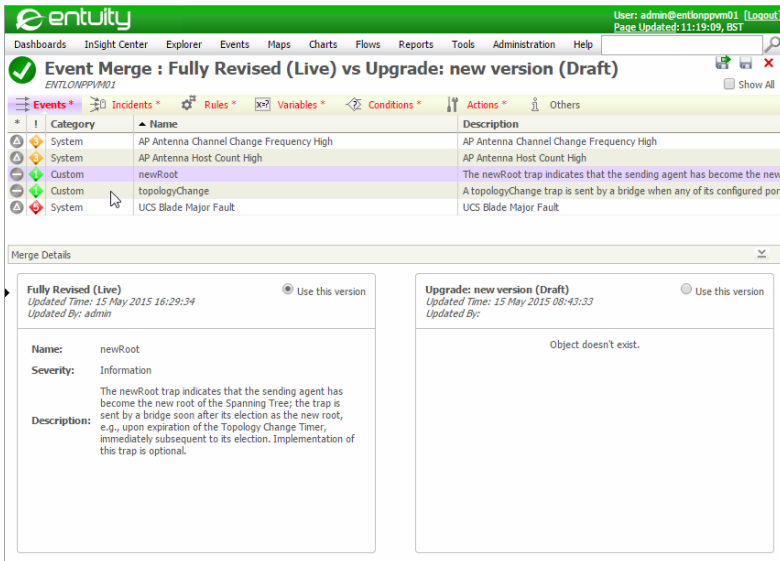 entuity
User: admin@entlonppvm01 [Logout]
Page Updated: 11:19:09, BST
Dashboards InSight Center Explorer Events Maps Charts Flows Reports Tools Administration Help
Event Merge : Fully Revised (Live) vs Upgrade: new version (Draft)
ENTLONPPVM01
Show All
Events * Incidents * Rules * Variables * Conditions * Actions * Others
* ! Category Name Description
3 System AP Antenna Channel Change Frequency High AP Antenna Channel Change Frequency High
3 System AP Antenna Host Count High AP Antenna Host Count High
1 Custom newRoot The newRoot trap indicates that the sending agent has become the new
1 Custom topologyChange A topologyChange trap is sent by a bridge when any of its configured por
5 System UCS Blade Major Fault UCS Blade Major Fault
Merge Details
Fully Revised (Live)
Use this version
Updated Time: 15 May 2015 16:29:34
Updated By: admin
Name: newRoot
Severity: Information
Description: The newRoot trap indicates that the sending agent has
become the new root of the Spanning Tree; the trap is
sent by a bridge soon after its election as the new root,
e.g., upon expiration of the Topology Change Timer,
immediately subsequent to its election. Implementation of
this trap is optional.
Upgrade: new version (Draft)
Use this version
Updated Time: 15 May 2015 08:43:33
Updated By:
Object doesn't exist.